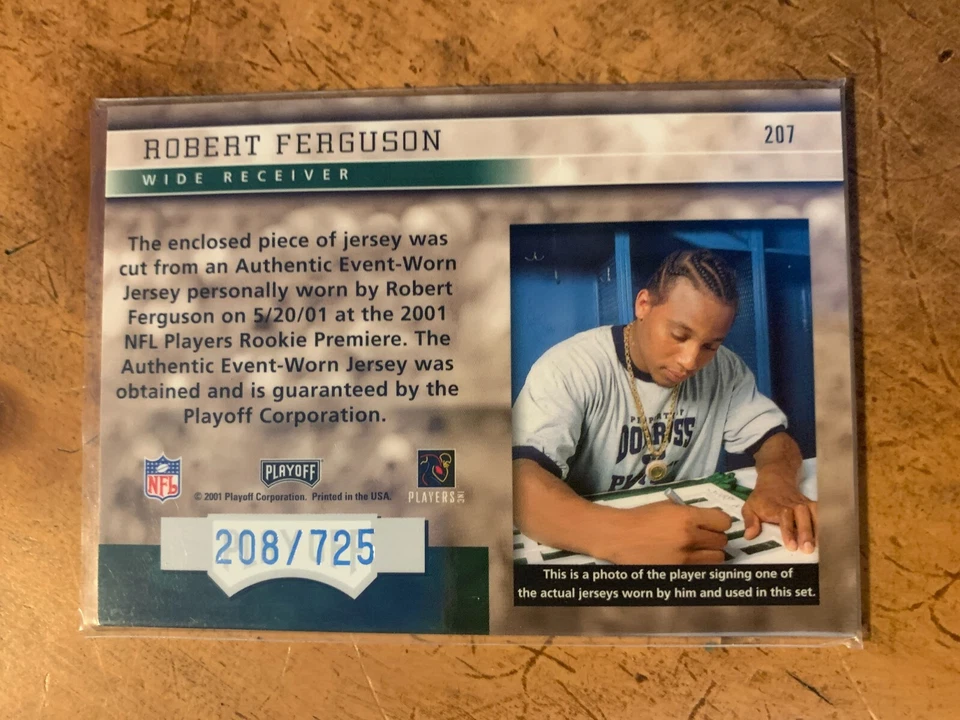 ROBERT FERGUSON
207
WIDE RECEIVER
The enclosed piece of jersey was
cut from an Authentic Event-Worn
Jersey personally worn by Robert
Ferguson on 5/20/01 at the 2001
NFL Players Rookie Premiere. The
Authentic Event-Worn Jersey was
obtained and is guaranteed by the
Playoff Corporation.
NFL
PLAYOFF
© 2001 Playoff Corporation. Printed in the USA.
PLAYERS INC
208/725
This is a photo of the player signing one of
the actual jerseys worn by him and used in this set.